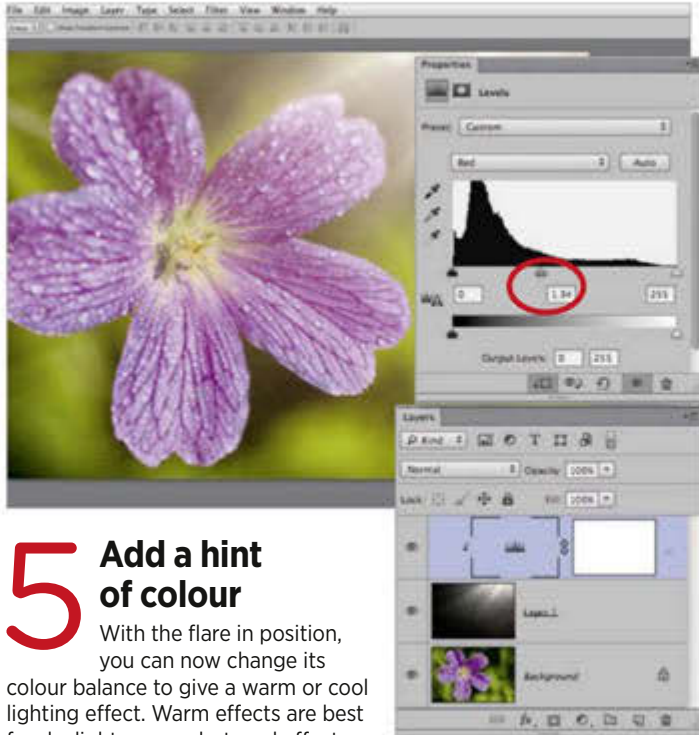 File Edit Image Layer Type Select Filter View Window Help
Properties
Levels
Preset: Custom
Red Auto
0 255
Output Levels: 0 255
Layers
Kind
Normal Opacity: 100%
Lock: Fill: 100%
Layer 1
Background
5 Add a hint
of colour
With the flare in position,
you can now change its
colour balance to give a warm or cool
lighting effect. Warm effects are best